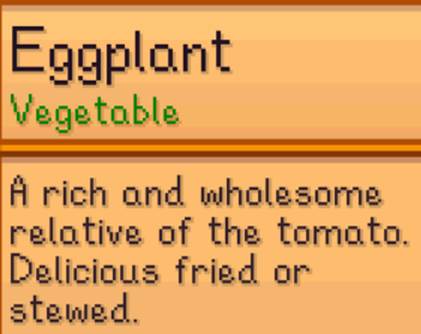 Eggplant
Vegetable
A rich and wholesome
relative of the tomato.
Delicious fried or
stewed.